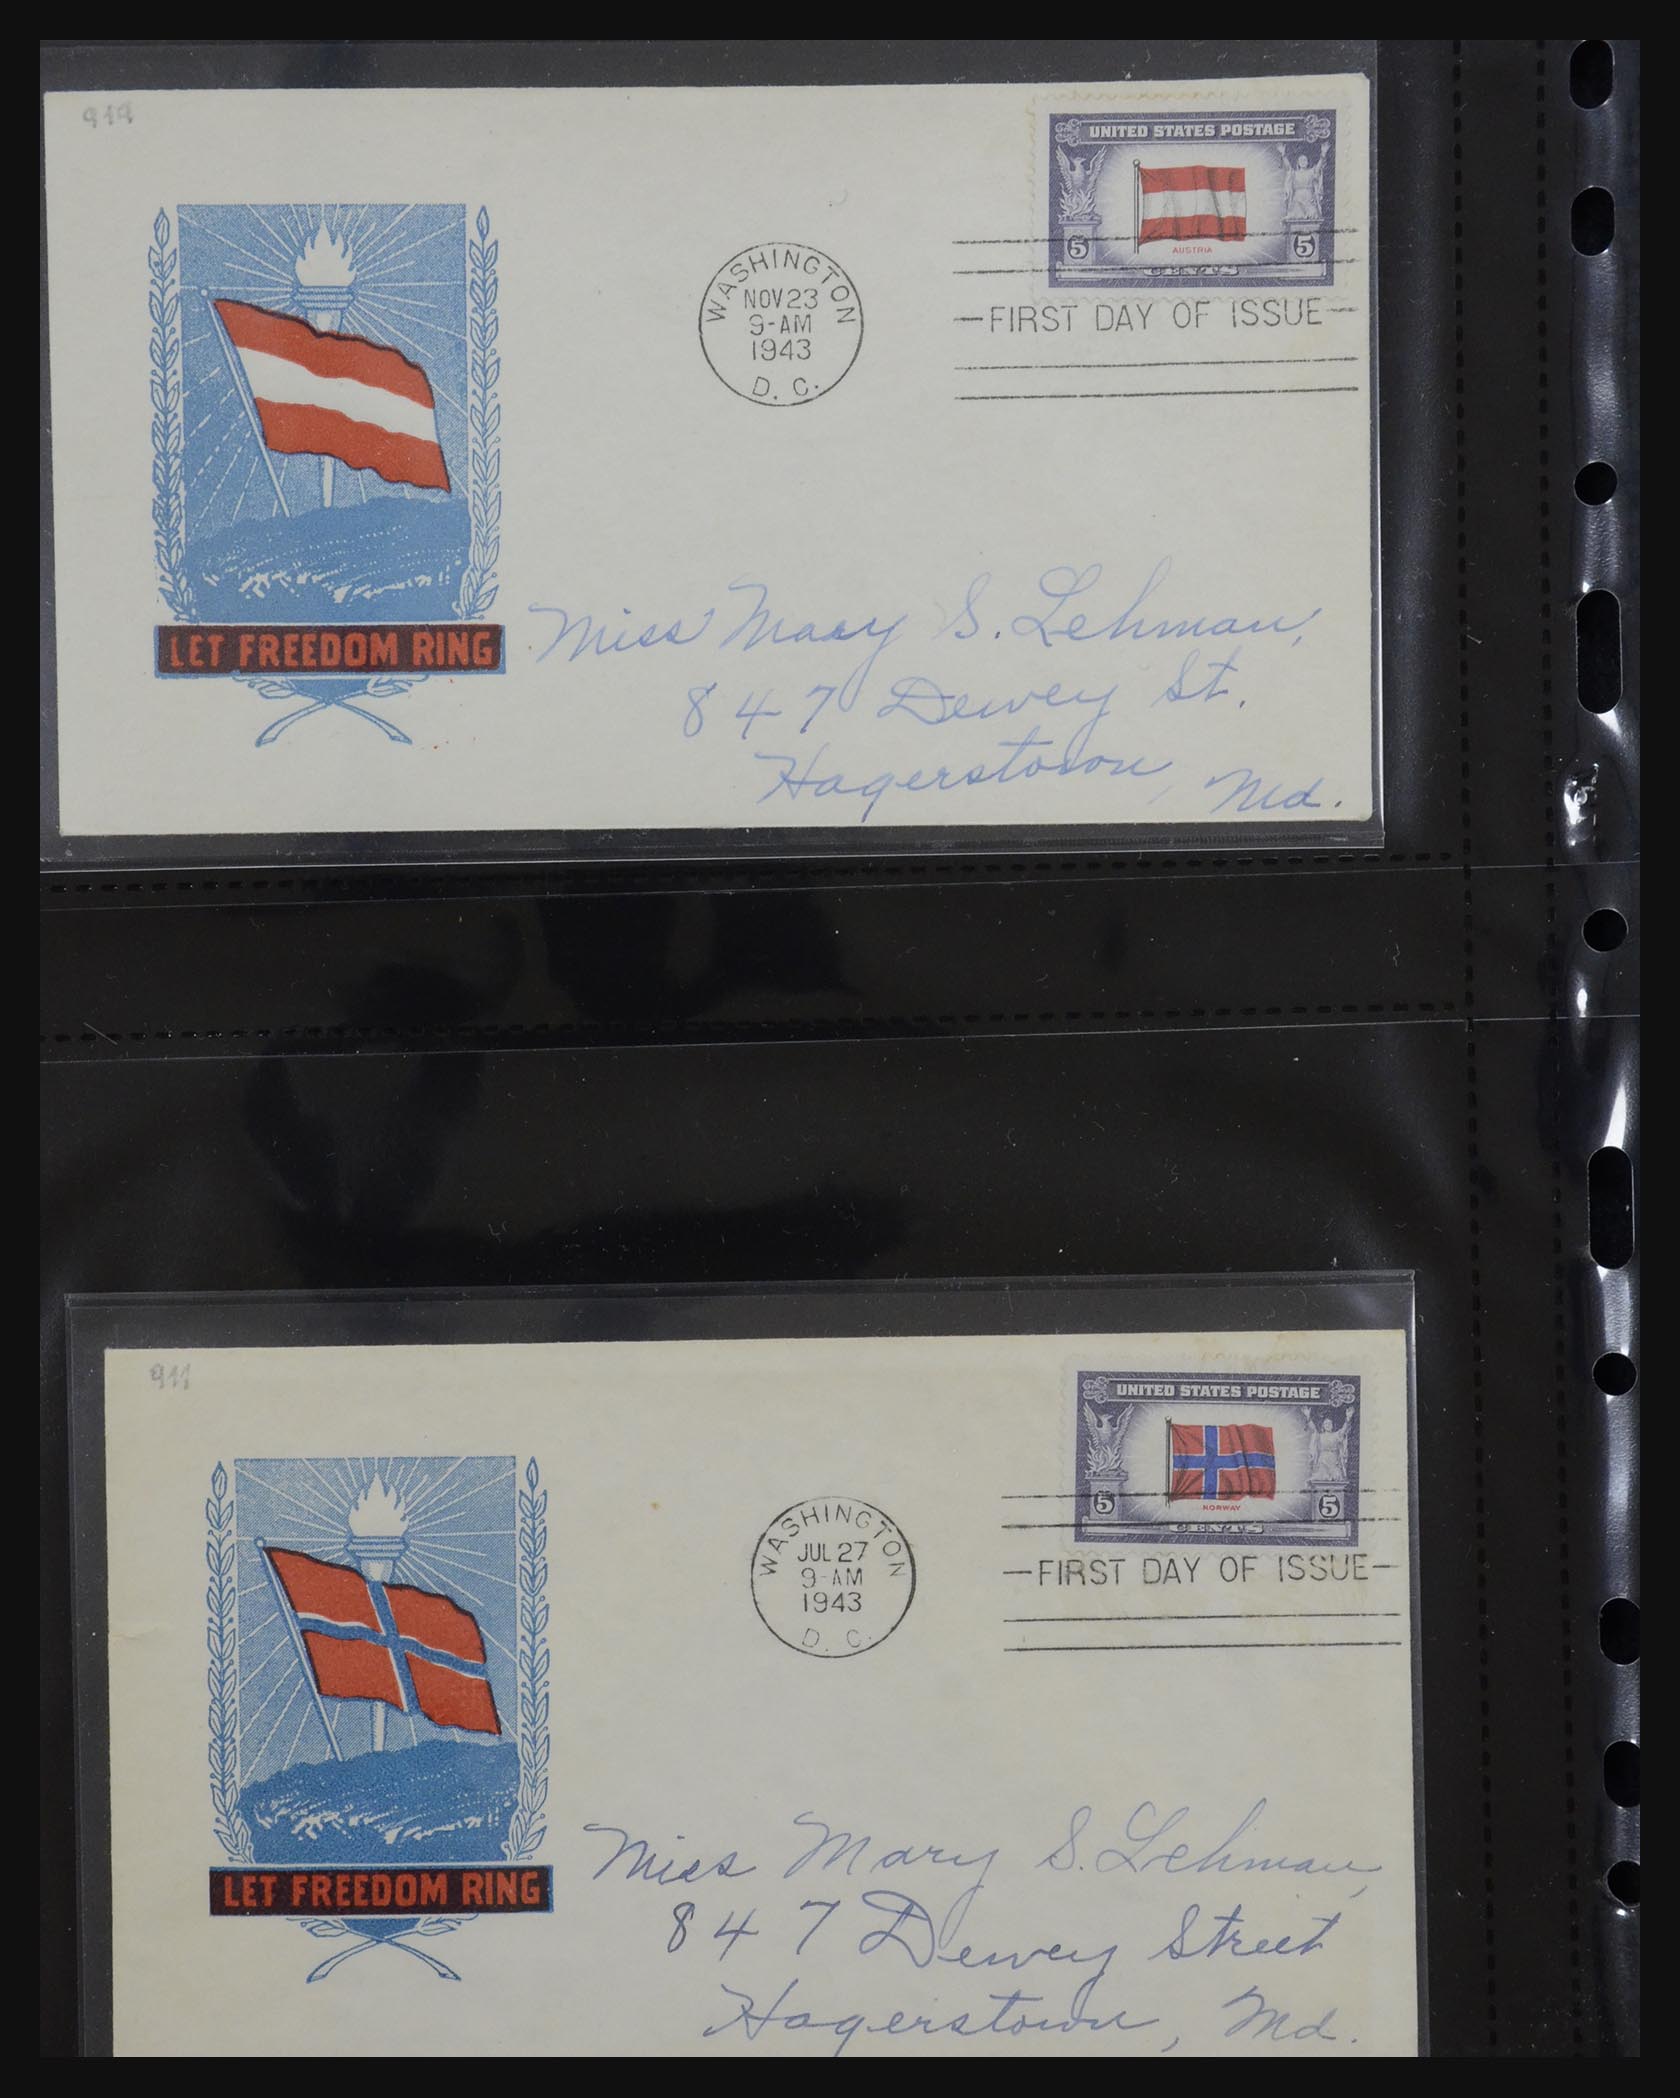 919
UNITED STATES POSTAGE
AUSTRIA
5 5
CENTS
WASHINGTON
NOV 23
9-AM
1943
D. C.
FIRST DAY OF ISSUE
LET FREEDOM RING
Miss Mary S. Lehman,
847 Dewey St.
Hagerstown, Md.
911
UNITED STATES POSTAGE
NORWAY
5 5
CENTS
WASHINGTON
JUL 27
9-AM
1943
D. C.
FIRST DAY OF ISSUE
LET FREEDOM RING
Miss Mary S. Lehman,
847 Dewey Street
Hagerstown, Md.